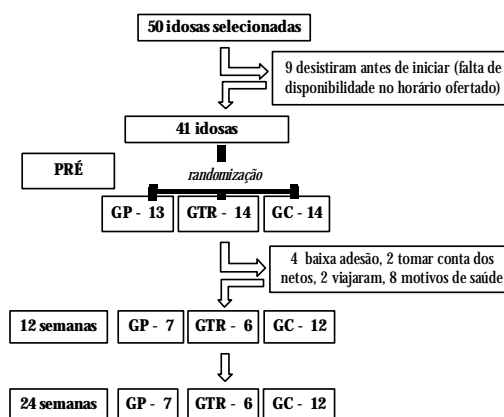 50 idosas selecionadas
9 desistiram antes de iniciar (falta de
disponibilidade no horário ofertado)
41 idosas
PRÉ
randomização
GP - 13 GTR - 14 GC - 14
4 baixa adesão, 2 tomar conta dos
netos, 2 viajaram, 8 motivos de saúde
12 semanas GP - 7 GTR - 6 GC - 12
24 semanas GP - 7 GTR - 6 GC - 12